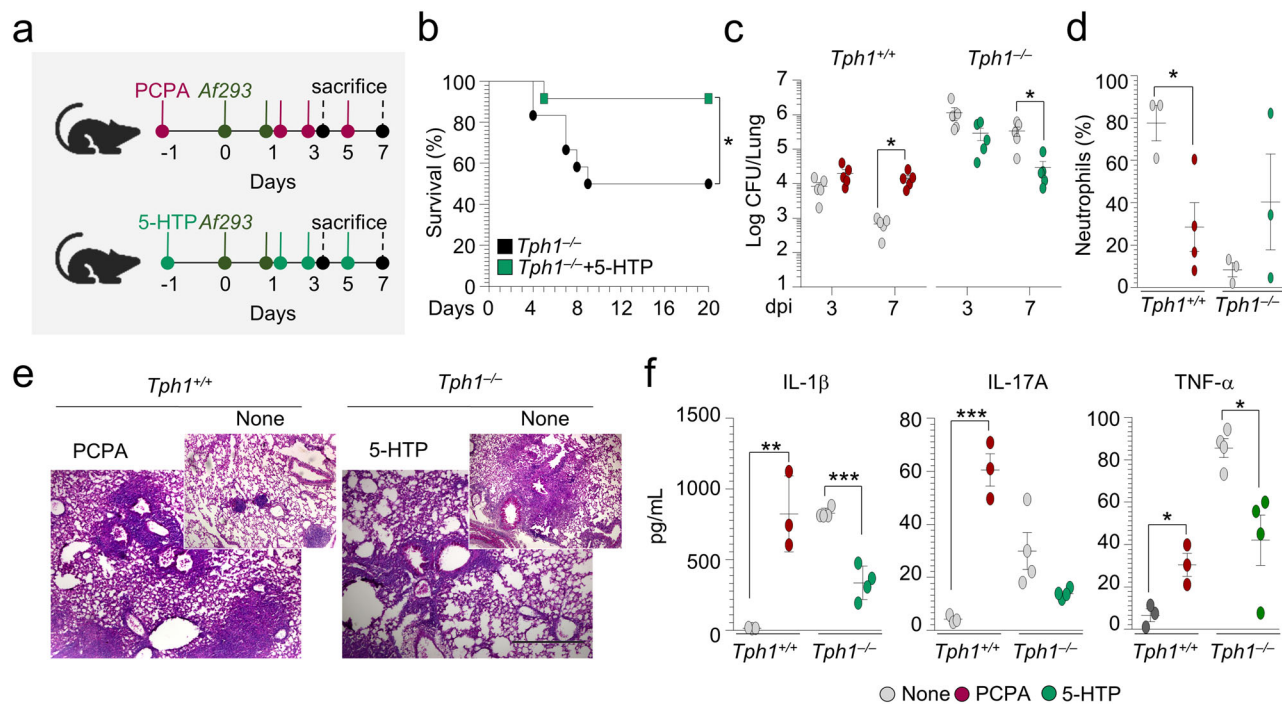 a
PCPA Af293 sacrifice
-1 0 1 3 5 7
Days
5-HTP Af293 sacrifice
-1 0 1 3 5 7
Days
b
Survival (%)
100
80
60
40
20
0
Days 0 4 8 12 16 20
Tph1–/–
Tph1–/–+5-HTP
*
c
Tph1+/+ Tph1–/–
Log CFU/Lung
7
6
5
4
3
2
1
* *
dpi 3 7 3 7
d
Neutrophils (%)
100
80
60
40
20
0
*
Tph1+/+ Tph1–/–
e
Tph1+/+ Tph1–/–
None None
PCPA 5-HTP
f
IL-1β IL-17A TNF-α
pg/mL
1500
1000
500
0
** ***
Tph1+/+ Tph1–/–
80
60
40
20
0
***
Tph1+/+ Tph1–/–
100
80
60
40
20
0
* *
Tph1+/+ Tph1–/–
None PCPA 5-HTP